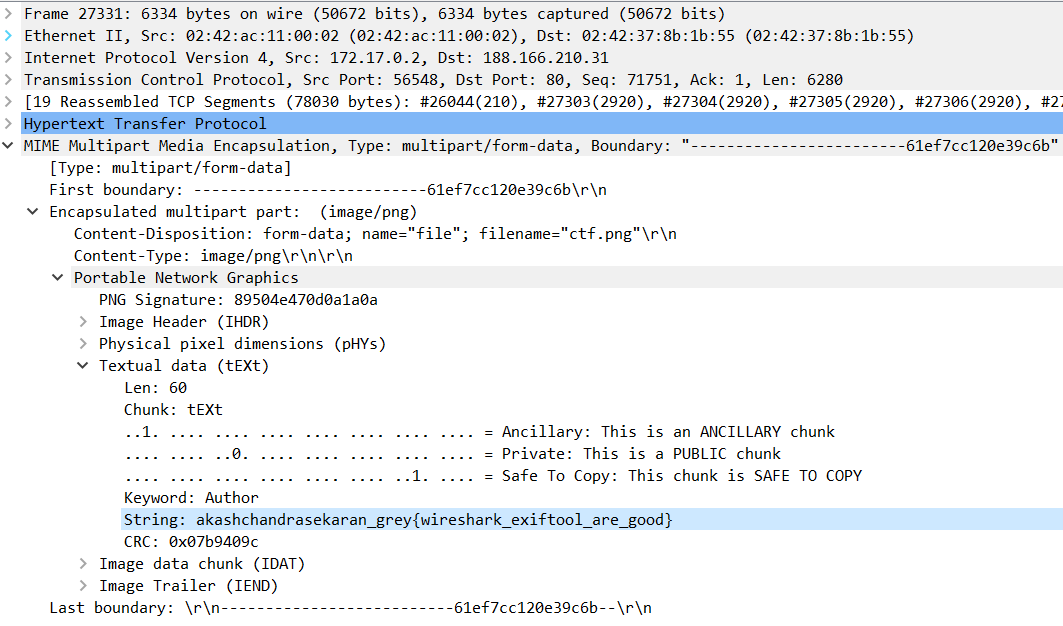 Frame 27331: 6334 bytes on wire (50672 bits), 6334 bytes captured (50672 bits)
Ethernet II, Src: 02:42:ac:11:00:02 (02:42:ac:11:00:02), Dst: 02:42:37:8b:1b:55 (02:42:37:8b:1b:55)
Internet Protocol Version 4, Src: 172.17.0.2, Dst: 188.166.210.31
Transmission Control Protocol, Src Port: 56548, Dst Port: 80, Seq: 71751, Ack: 1, Len: 6280
[19 Reassembled TCP Segments (78030 bytes): #26044(210), #27303(2920), #27304(2920), #27305(2920), #27306(2920), #27
Hypertext Transfer Protocol
MIME Multipart Media Encapsulation, Type: multipart/form-data, Boundary: "------------------------61ef7cc120e39c6b"
[Type: multipart/form-data]
First boundary: --------------------------61ef7cc120e39c6b\r\n
Encapsulated multipart part:  (image/png)
Content-Disposition: form-data; name="file"; filename="ctf.png"\r\n
Content-Type: image/png\r\n\r\n
Portable Network Graphics
PNG Signature: 89504e470d0a1a0a
Image Header (IHDR)
Physical pixel dimensions (pHYs)
Textual data (tEXt)
Len: 60
Chunk: tEXt
..1. .... .... .... .... .... .... .... = Ancillary: This is an ANCILLARY chunk
.... .... ..0. .... .... .... .... .... = Private: This is a PUBLIC chunk
.... .... .... .... .... .... ..1. .... = Safe To Copy: This chunk is SAFE TO COPY
Keyword: Author
String: akashchandrasekaran_grey{wireshark_exiftool_are_good}
CRC: 0x07b9409c
Image data chunk (IDAT)
Image Trailer (IEND)
Last boundary: \r\n--------------------------61ef7cc120e39c6b--\r\n